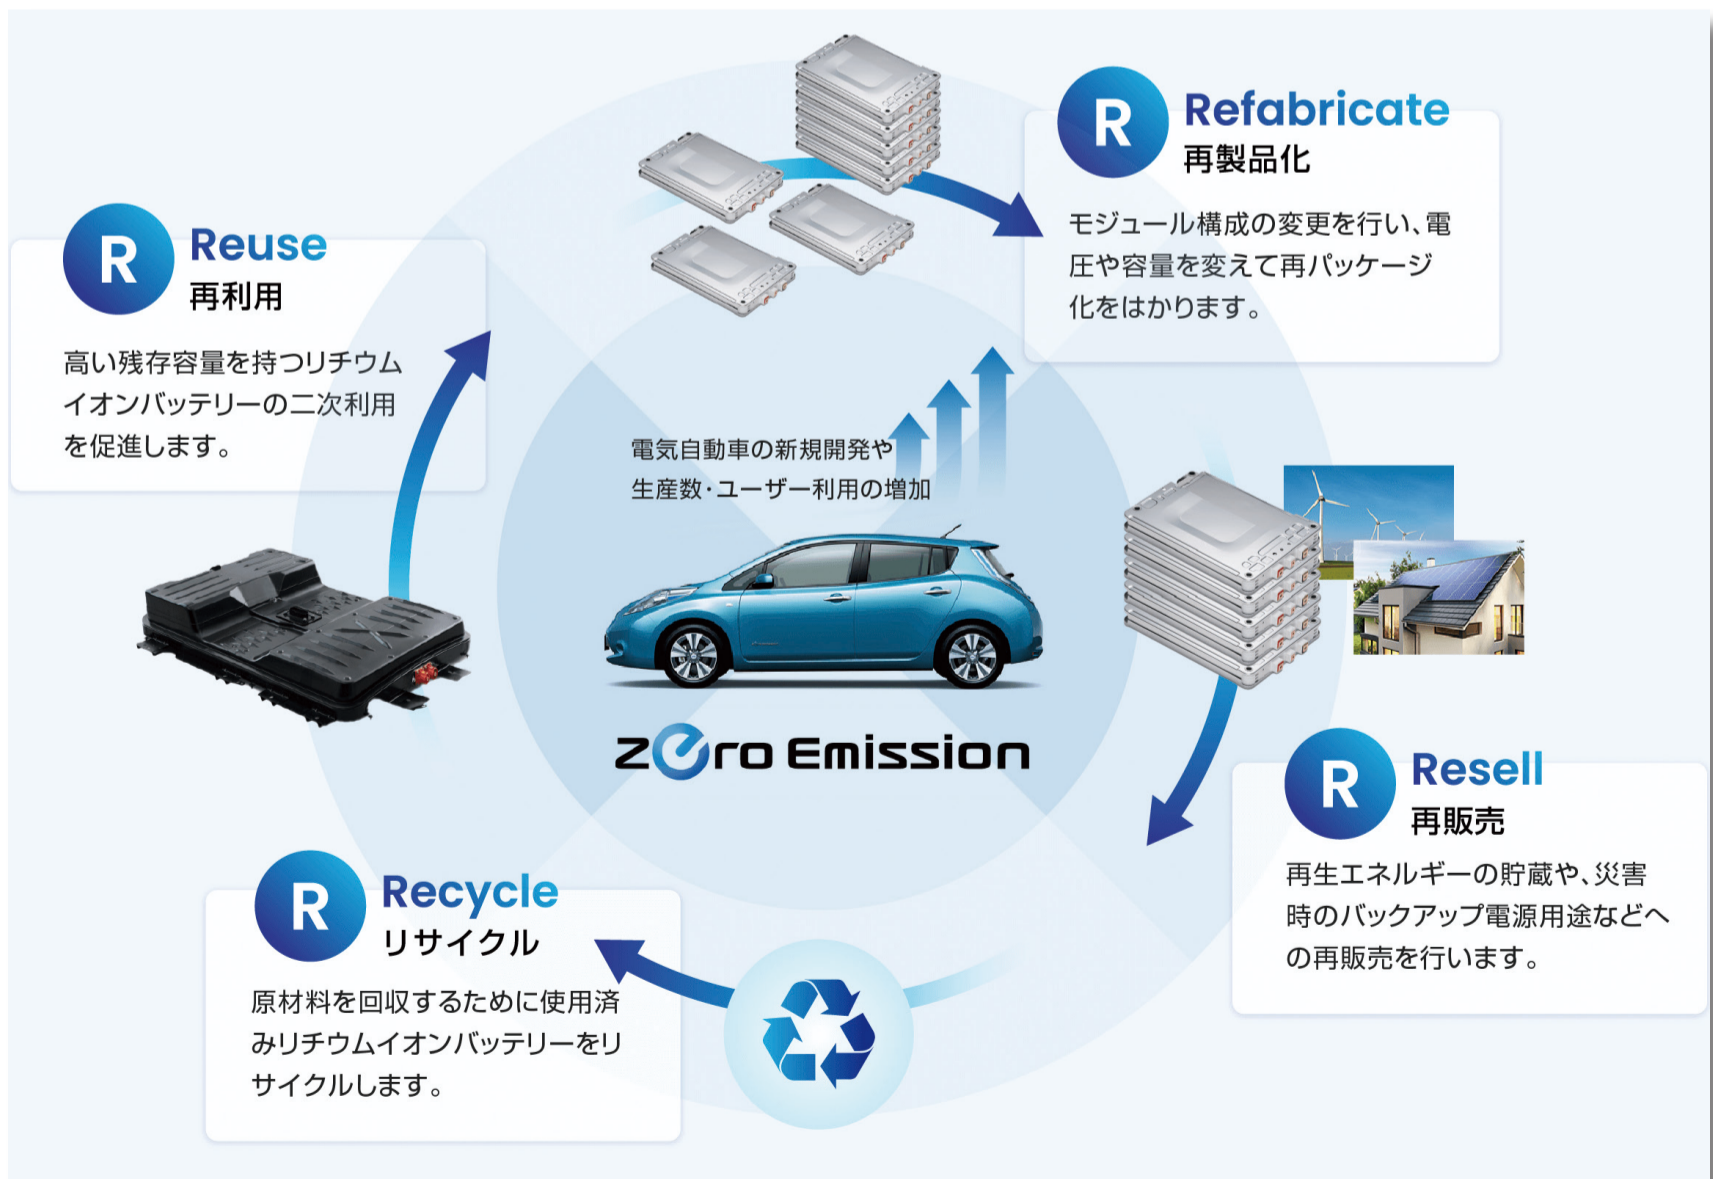 R
Refabricate
再製品化
モジュール構成の変更を行い、電
圧や容量を変えて再パッケージ
化をはかります。
R
Reuse
再利用
高い残存容量を持つリチウム
イオンバッテリーの二次利用
を促進します。
電気自動車の新規開発や
生産数・ユーザー利用の増加
zero Emission
R
Resell
再販売
再生エネルギーの貯蔵や、災害
時のバックアップ電源用途などへ
の再販売を行います。
R
Recycle
リサイクル
原材料を回収するために使用済
みリチウムイオンバッテリーをリ
サイクルします。